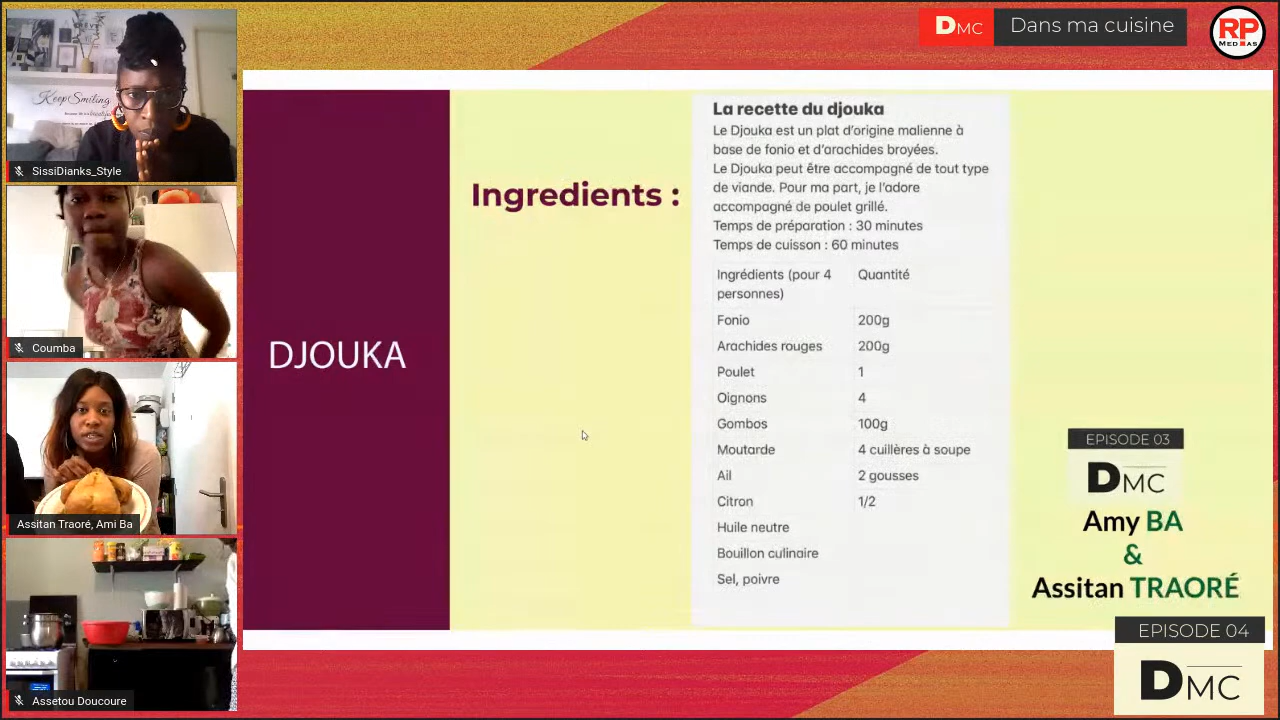 DMC
Dans ma cuisine
RP
MEDIAS
Keep Smiling
SissiDianks_Style
Coumba
Assitan Traoré, Ami Ba
Assetou Doucoure
DJOUKA
Ingredients :
La recette du djouka
Le Djouka est un plat d'origine malienne à
base de fonio et d'arachides broyées.
Le Djouka peut être accompagné de tout type
de viande. Pour ma part, je l'adore
accompagné de poulet grillé.
Temps de préparation : 30 minutes
Temps de cuisson : 60 minutes
Ingrédients (pour 4 Quantité
personnes)
Fonio 200g
Arachides rouges 200g
Poulet 1
Oignons 4
Gombos 100g
Moutarde 4 cuillères à soupe
Ail 2 gousses
Citron 1/2
Huile neutre
Bouillon culinaire
Sel, poivre
EPISODE 03
DMC
Amy BA
&
Assitan TRAORÉ
EPISODE 04
DMC